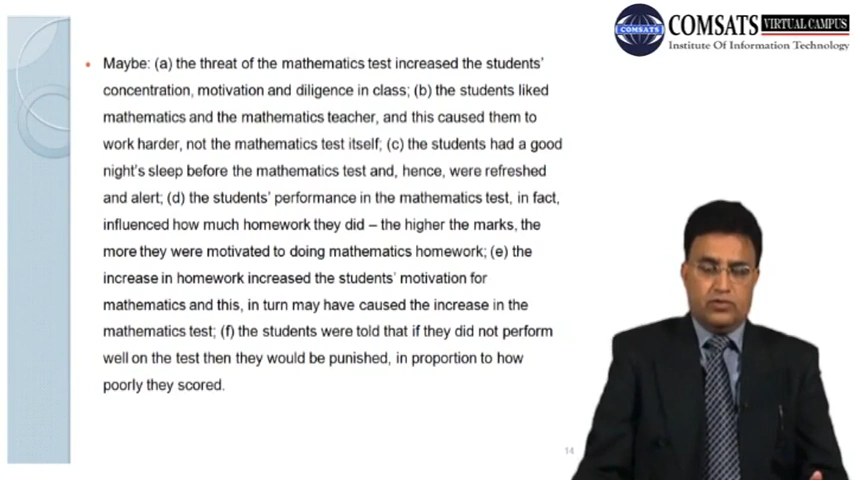 COMSATS VIRTUAL CAMPUS
COMSATS
Institute Of Information Technology
Maybe: (a) the threat of the mathematics test increased the students'
concentration, motivation and diligence in class; (b) the students liked
mathematics and the mathematics teacher, and this caused them to
work harder, not the mathematics test itself; (c) the students had a good
night's sleep before the mathematics test and, hence, were refreshed
and alert; (d) the students' performance in the mathematics test, in fact,
influenced how much homework they did – the higher the marks, the
more they were motivated to doing mathematics homework; (e) the
increase in homework increased the students' motivation for
mathematics and this, in turn may have caused the increase in the
mathematics test; (f) the students were told that if they did not perform
well on the test then they would be punished, in proportion to how
poorly they scored.
14